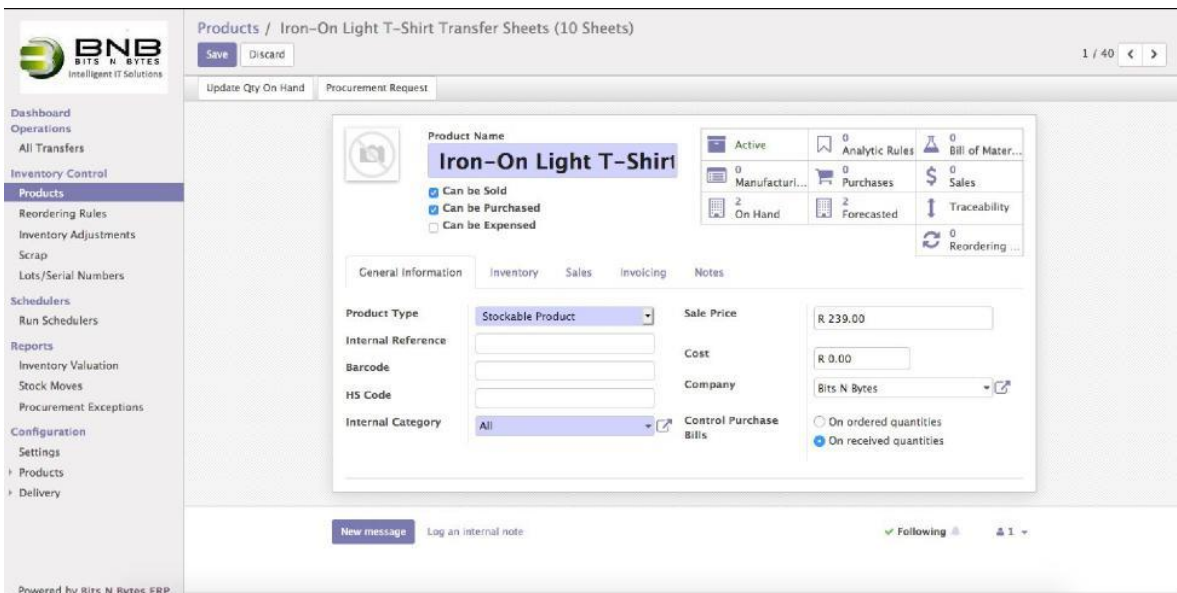 BNB
BITS N BYTES
Intelligent IT Solutions
Dashboard
Operations
All Transfers
Inventory Control
Products
Reordering Rules
Inventory Adjustments
Scrap
Lots/Serial Numbers
Schedulers
Run Schedulers
Reports
Inventory Valuation
Stock Moves
Procurement Exceptions
Configuration
Settings
Products
Delivery
Powered by Bits N Bytes ERP
Products / Iron-On Light T-Shirt Transfer Sheets (10 Sheets)
Save Discard
1 / 40
Update Qty On Hand Procurement Request
Product Name
Iron-On Light T-Shirt
Can be Sold
Can be Purchased
Can be Expensed
Active
0 Analytic Rules
0 Bill of Mater...
0 Manufacturi...
0 Purchases
$ 0 Sales
2 On Hand
2 Forecasted
Traceability
0 Reordering ...
General Information Inventory Sales Invoicing Notes
Product Type Stockable Product
Internal Reference
Barcode
HS Code
Internal Category All
Sale Price R 239.00
Cost R 0.00
Company Bits N Bytes
Control Purchase Bills
On ordered quantities
On received quantities
New message Log an internal note
Following 1